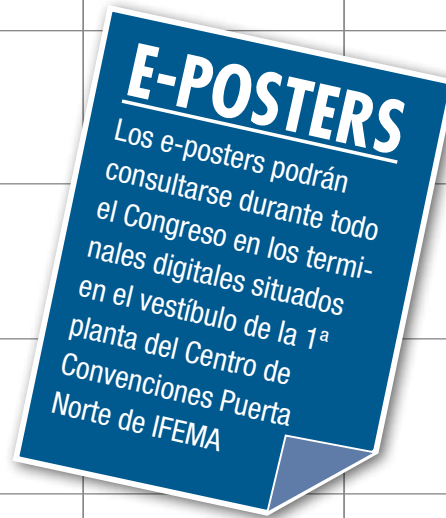 E-POSTERS
Los e-posters podrán
consultarse durante todo
el Congreso en los termi-
nales digitales situados
en el vestíbulo de la 1ª
planta del Centro de
Convenciones Puerta
Norte de IFEMA